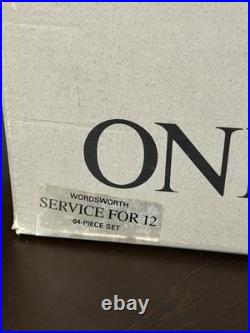 ON
WORDSWORTH
SERVICE FOR 12
64-PIECE SET